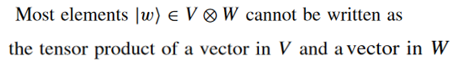 Most elements |w⟩ ∈ V ⊗ W cannot be written as
the tensor product of a vector in V and a vector in W